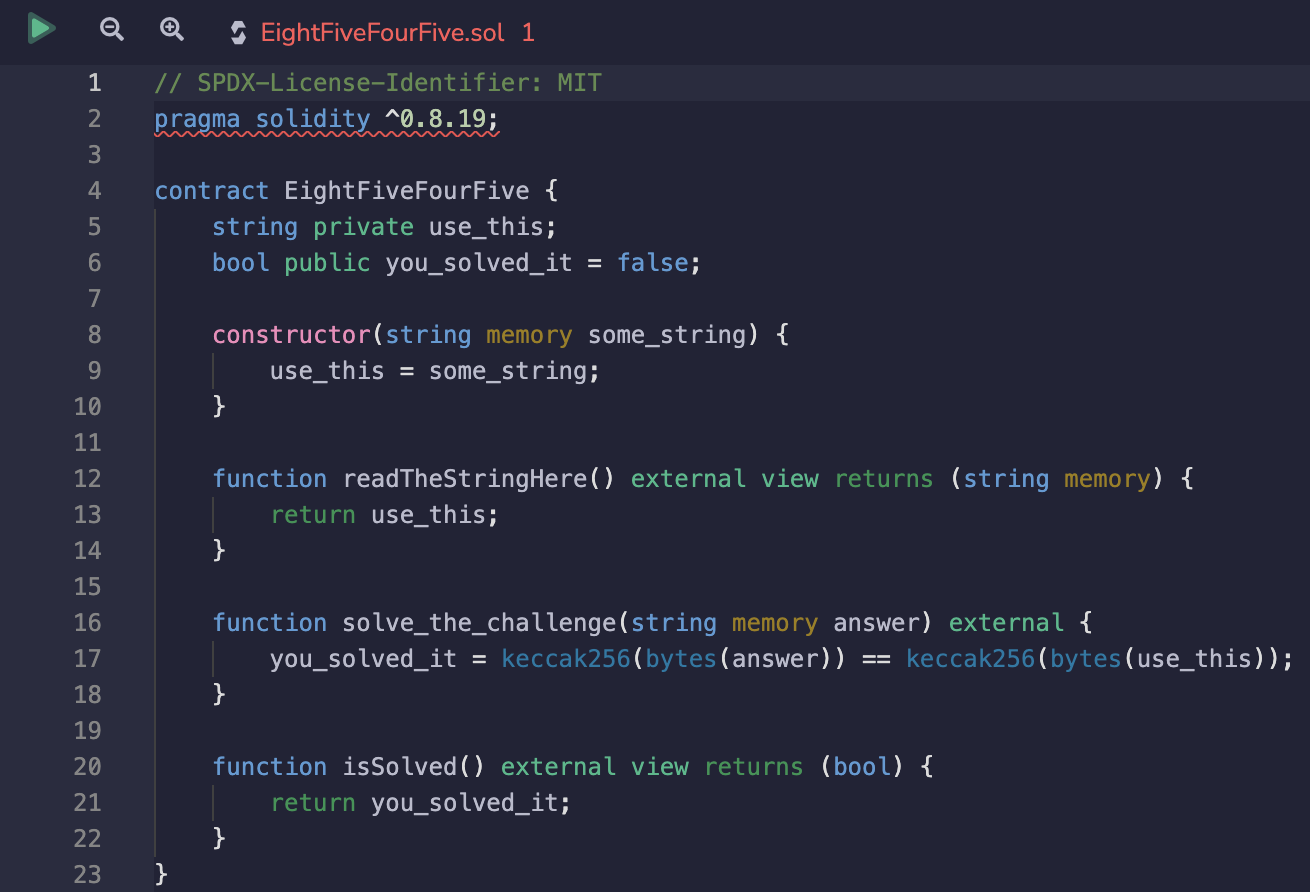 EightFiveFourFive.sol 1
1 // SPDX-License-Identifier: MIT
2 pragma solidity ^0.8.19;
3
4 contract EightFiveFourFive {
5     string private use_this;
6     bool public you_solved_it = false;
7
8     constructor(string memory some_string) {
9         use_this = some_string;
10     }
11
12     function readTheStringHere() external view returns (string memory) {
13         return use_this;
14     }
15
16     function solve_the_challenge(string memory answer) external {
17         you_solved_it = keccak256(bytes(answer)) == keccak256(bytes(use_this));
18     }
19
20     function isSolved() external view returns (bool) {
21         return you_solved_it;
22     }
23 }